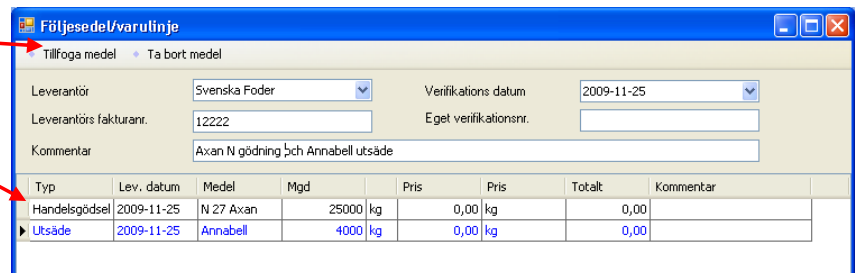 Följesedel/varulinje
Tillfoga medel Ta bort medel
Leverantör Svenska Foder Verifikations datum 2009-11-25
Leverantörs fakturanr. 12222 Eget verifikationsnr.
Kommentar Axan N gödning och Annabell utsäde
Typ Lev. datum Medel Mgd Pris Pris Totalt Kommentar
Handelsgödsel 2009-11-25 N 27 Axan 25000 kg 0,00 kg 0,00
Utsäde 2009-11-25 Annabell 4000 kg 0,00 kg 0,00